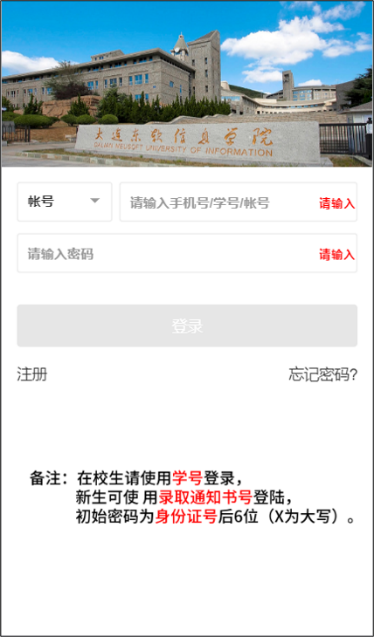 大连东软信息学院
DALIAN NEUSOFT UNIVERSITY OF INFORMATION
帐号
请输入手机号/学号/帐号
请输入
请输入密码
请输入
登录
注册
忘记密码?
备注：在校生请使用学号登录，
新生可使 用录取通知书号登陆，
初始密码为身份证号后6位（X为大写）。